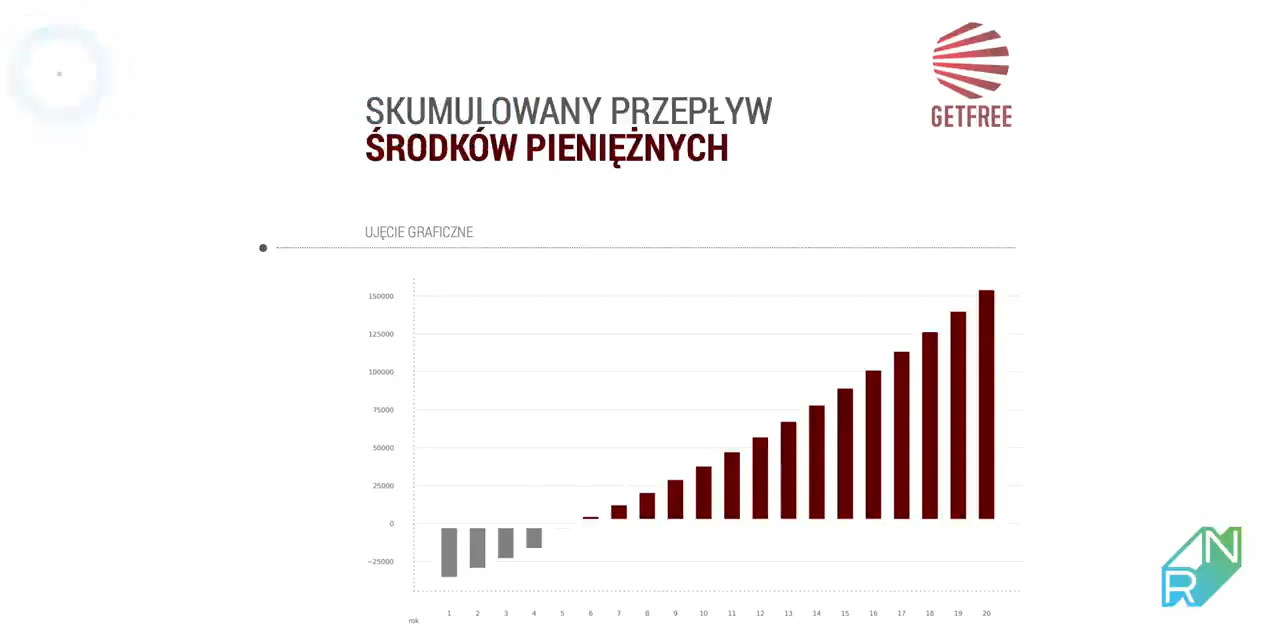 SKUMULOWANY PRZEPŁYW
ŚRODKÓW PIENIĘŻNYCH
GETFREE
UJĘCIE GRAFICZNE
150000
125000
100000
75000
50000
25000
0
−25000
1 2 3 4 5 6 7 8 9 10 11 12 13 14 15 16 17 18 19 20
rok
RN